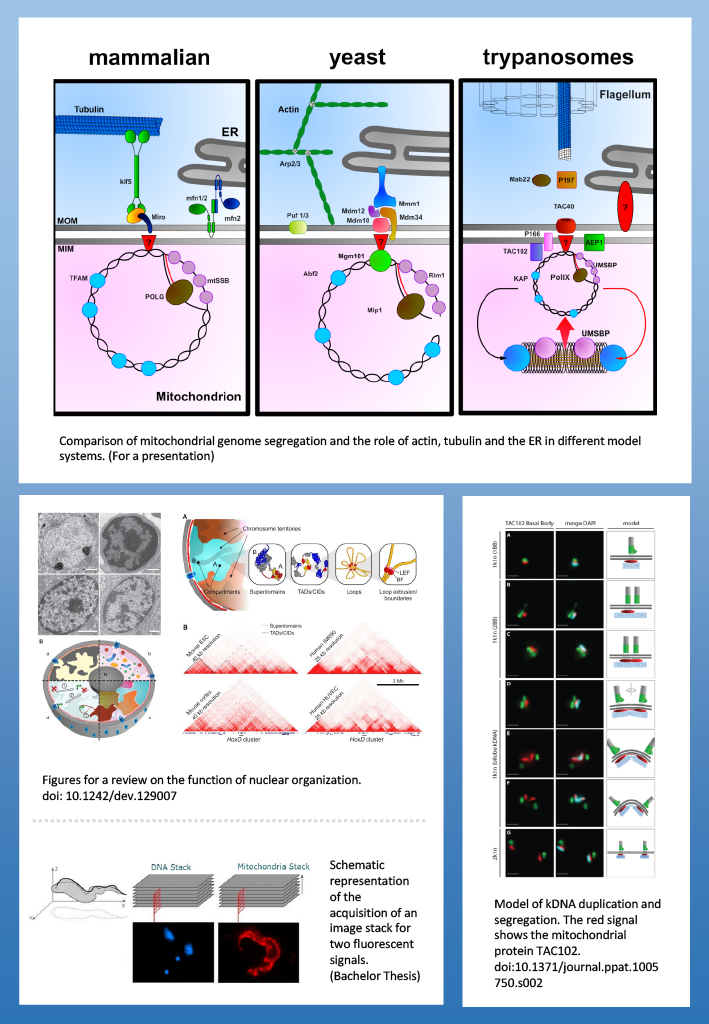 mammalian
yeast
trypanosomes
Tubulin
ER
kif5
mfn1/2
Miro
mfn2
MOM
MIM
?
TFAM
mtSSB
POLG
Mitochondrion
Actin
Arp2/3
Mmm1
Mdm12
Mdm34
Puf 1/3
Mdm10
?
Mgm101
Abf2
Rim1
Mip1
Flagellum
Mab22
P197
TAC40
?
P166
?
AEP1
TAC102
UMSBP
KAP
PolIX
UMSBP
Comparison of mitochondrial genome segregation and the role of actin, tubulin and the ER in different model
systems. (For a presentation)
A
Chromosome territories
B
A
B
A
LEF
BF
Compartments
Supentomains
TADs/CIDs
Loops
Loop extrusion/
boundaries
B
a
b
N
d
c
B
Supentomains
TADs/CIDs
Mouse ESC
40 kb resolution
Human IMR90
25 kb resolution
2 Mb
Mouse cortex
40 kb resolution
Human HUVEC
25 kb resolution
HoxD cluster
HoxD cluster
Figures for a review on the function of nuclear organization.
doi: 10.1242/dev.129007
Z
X
Y
DNA Stack
Mitochondria Stack
Schematic
representation
of the
acquisition of an
image stack for
two fluorescent
signals.
(Bachelor Thesis)
TAC102 Basal Body
merge DAPI
model
1k1n (1BB)
A
1k1n (2BB)
B
C
1k1n (bilobe kDNA)
D
E
F
2k1n
G
Model of kDNA duplication and
segregation. The red signal
shows the mitochondrial
protein TAC102.
doi:10.1371/journal.ppat.1005
750.s002